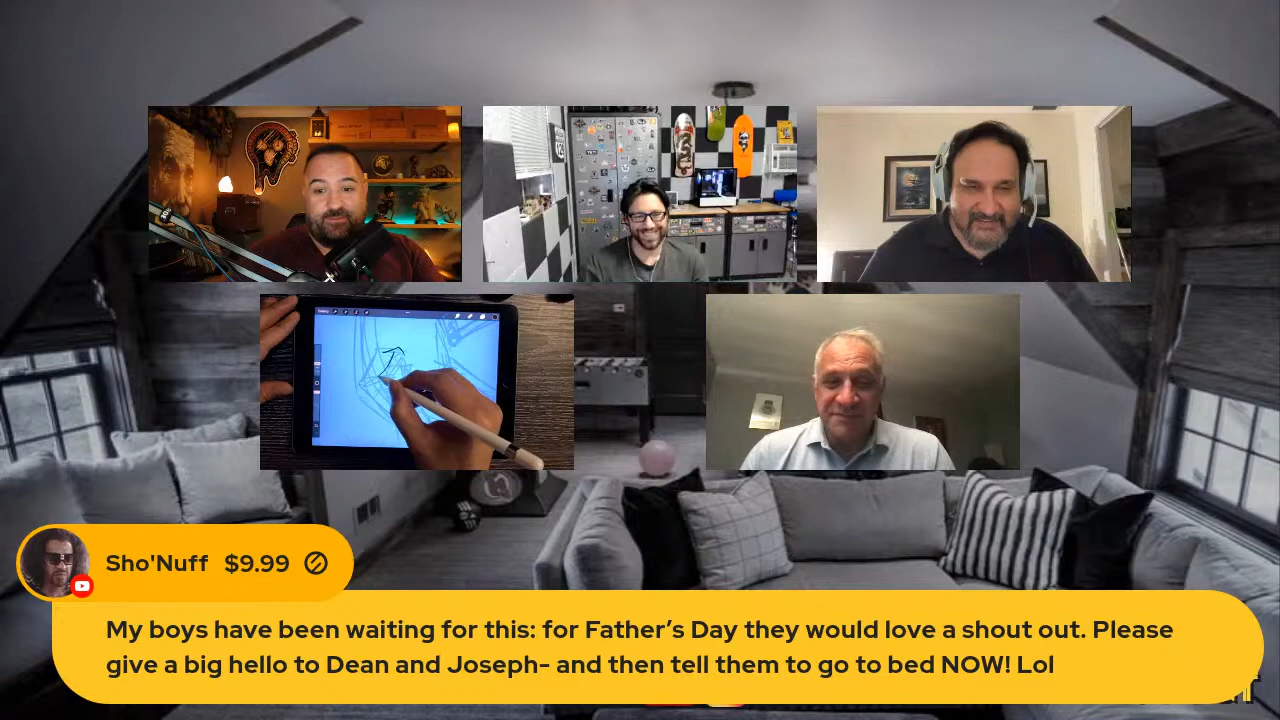 Sho'Nuff $9.99
My boys have been waiting for this: for Father's Day they would love a shout out. Please
give a big hello to Dean and Joseph- and then tell them to go to bed NOW! Lol